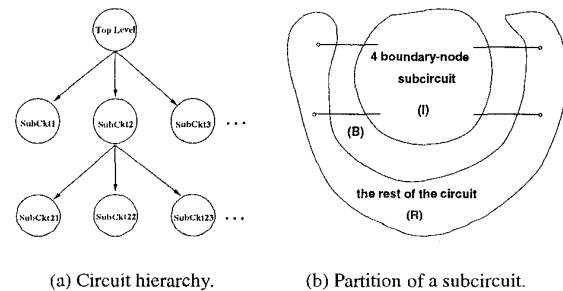 Top Level
SubCkt1 SubCkt2 SubCkt3 ...
SubCkt21 SubCkt22 SubCkt23 ...
(a) Circuit hierarchy.
4 boundary-node
subcircuit
(I)
(B)
the rest of the circuit
(R)
(b) Partition of a subcircuit.